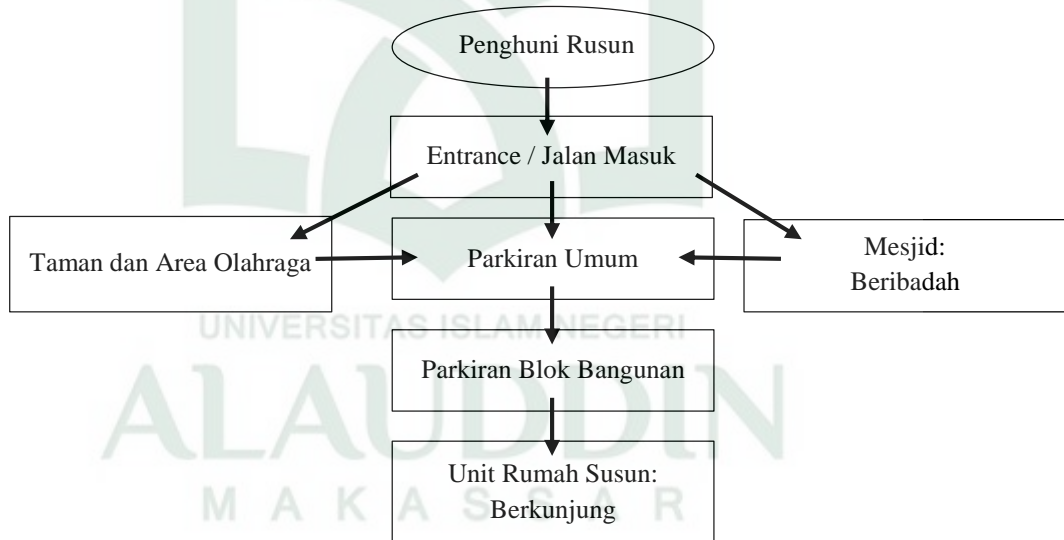 Penghuni Rusun
Entrance / Jalan Masuk
Taman dan Area Olahraga
Parkiran Umum
Mesjid:
Beribadah
UNIVERSITAS ISLAM NEGERI
Parkiran Blok Bangunan
ALAUDDIN
Unit Rumah Susun:
Berkunjung
MAKASSAR